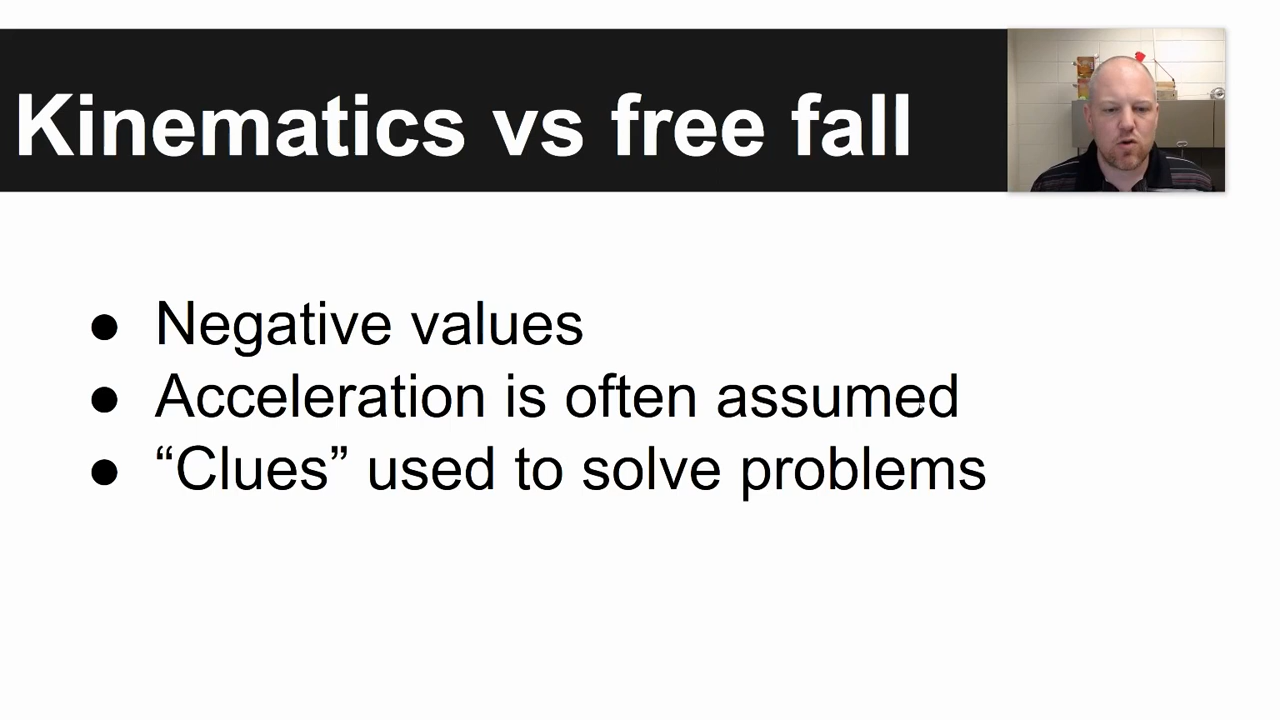 Kinematics vs free fall
● Negative values
● Acceleration is often assumed
● “Clues” used to solve problems